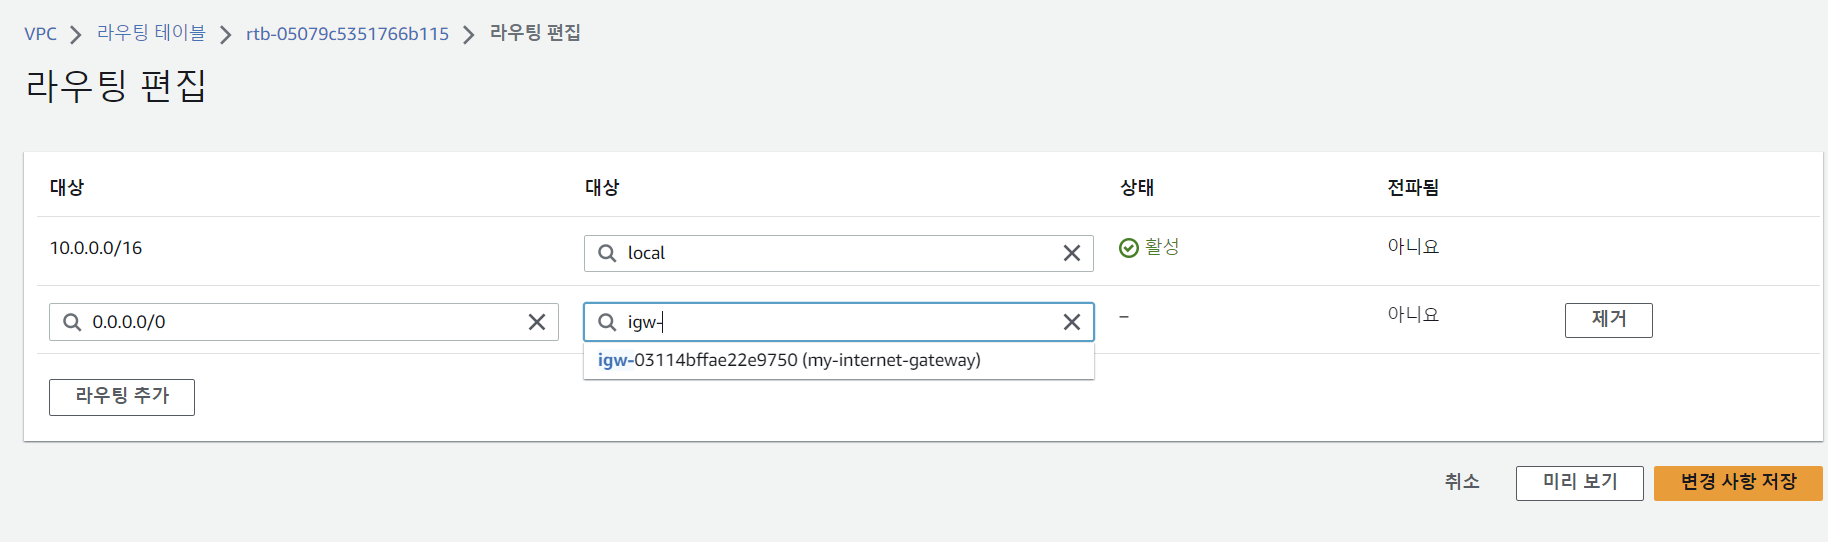 VPC > 라우팅 테이블 > rtb-05079c5351766b115 > 라우팅 편집
라우팅 편집
대상 대상 상태 전파됨
10.0.0.0/16 local 활성 아니요
0.0.0.0/0 igw- – 아니요 제거
igw-03114bffae22e9750 (my-internet-gateway)
라우팅 추가
취소 미리 보기 변경 사항 저장